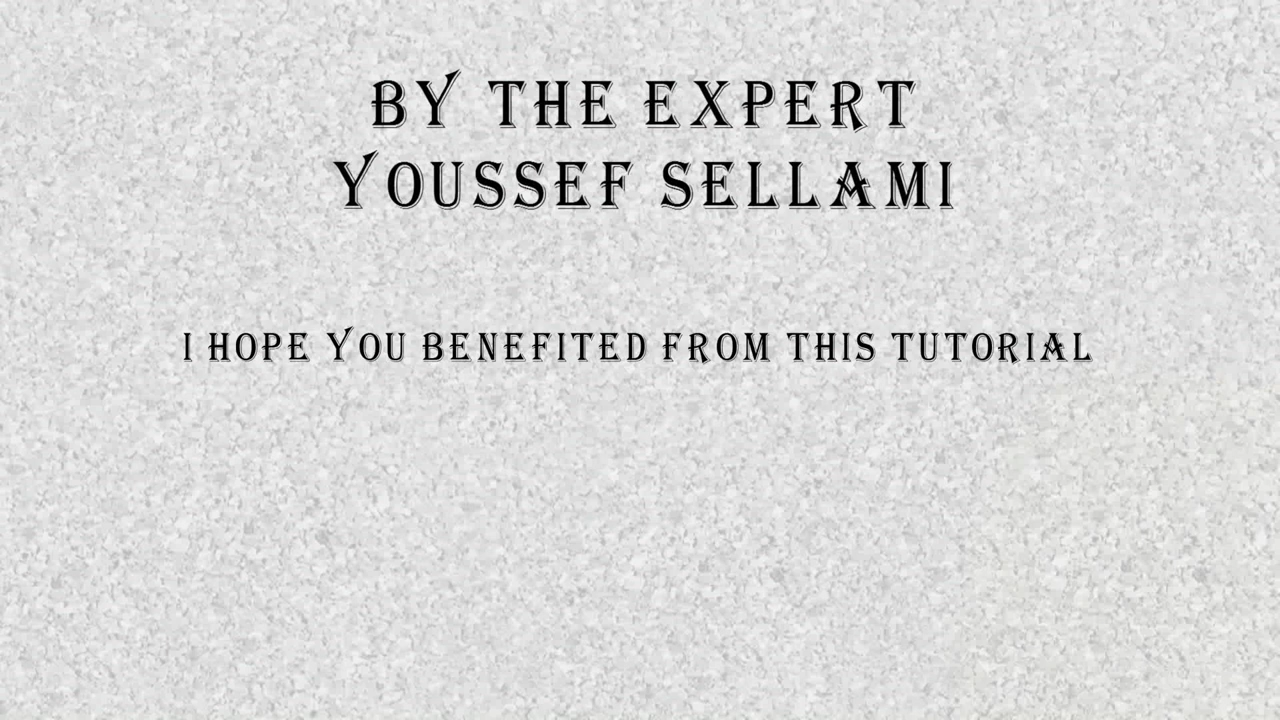 BY THE EXPERT
YOUSSEF SELLAMI
I HOPE YOU BENEFITED FROM THIS TUTORIAL